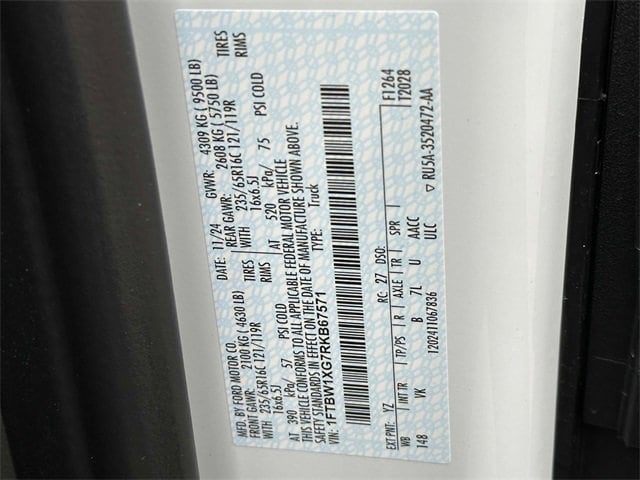 MFD. BY FORD MOTOR CO. DATE: 11/24 GVWR: 4309 KG ( 9500 LB)
FRONT GAWR: 2100 KG ( 4630 LB) REAR GAWR: 2608 KG ( 5750 LB)
WITH 235/65R16C 121/119R TIRES WITH 235/65R16C 121/119R TIRES
16x6.5J RIMS 16x6.5J RIMS
AT 390 kPa/ 57 PSI COLD AT 520 kPa/ 75 PSI COLD
THIS VEHICLE CONFORMS TO ALL APPLICABLE FEDERAL MOTOR VEHICLE
SAFETY STANDARDS IN EFFECT ON THE DATE OF MANUFACTURE SHOWN ABOVE.
VIN: 1FTBW1XG7RKB67571 TYPE: Truck
F1264
T2028
EXT PNT: YZ RC: 27 DSO:
WB INT TR TP/PS R AXLE TR SPR
148 VK B 7L U AACC
ULC
1202411067836 ▽ RU5A-3520472-AA